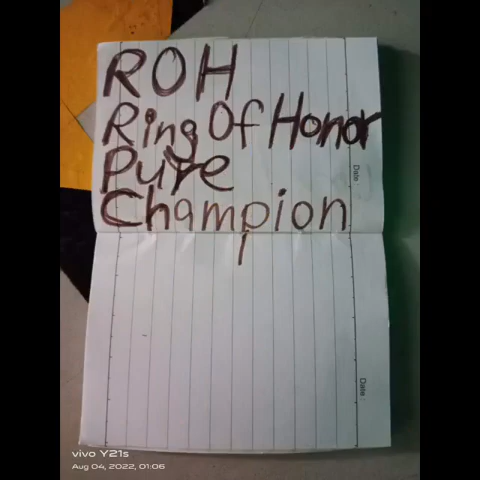 ROH
Ring Of Honor
Pure
Champion
Date :
Date :
vivo Y21s
Aug 04, 2022, 01:06